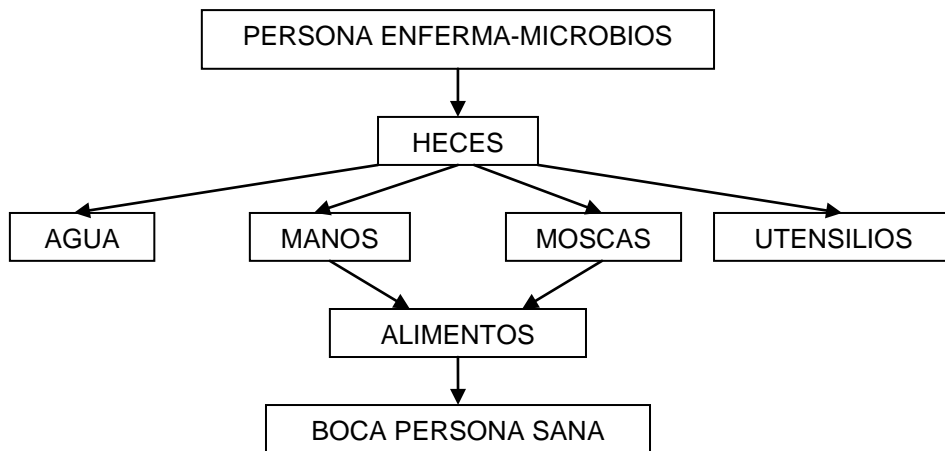 PERSONA ENFERMA-MICROBIOS
HECES
AGUA
MANOS
MOSCAS
UTENSILIOS
ALIMENTOS
BOCA PERSONA SANA